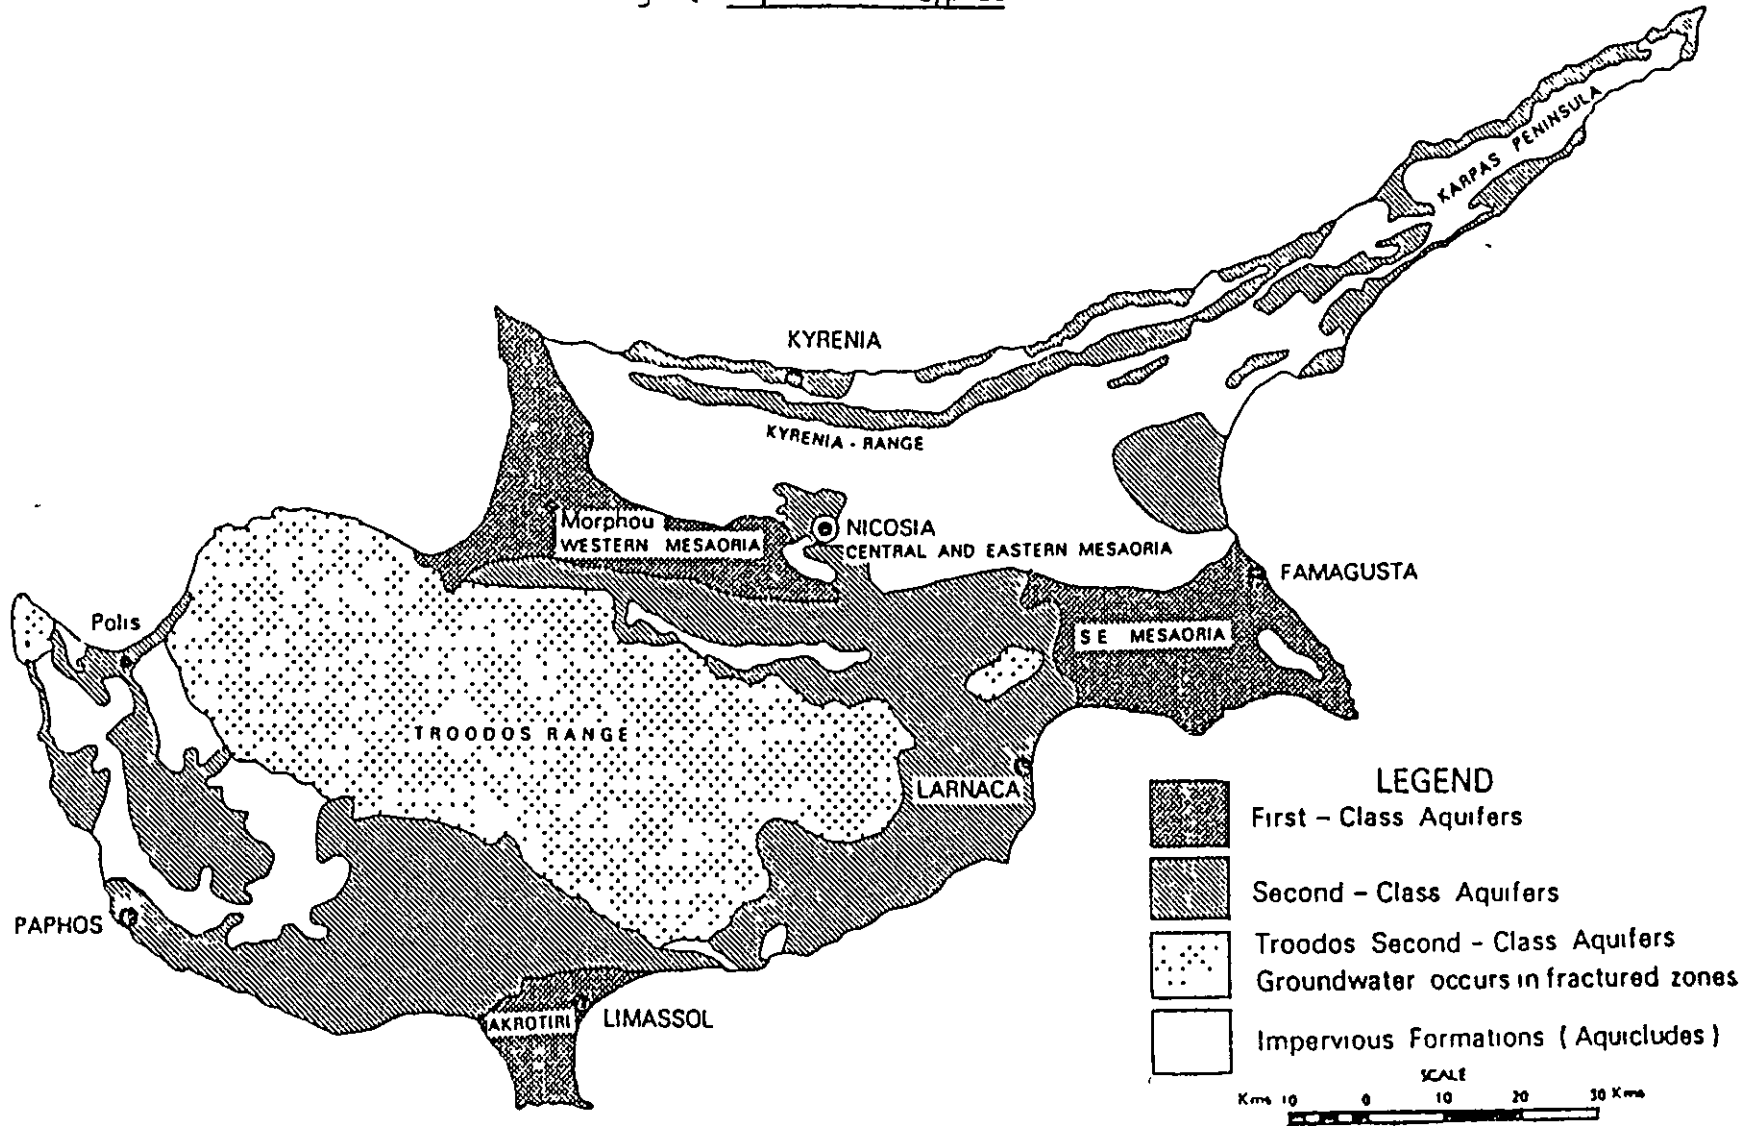 KYRENIA
KYRENIA - RANGE
KARPAS PENINSULA
Morphou
WESTERN MESAORIA
NICOSIA
CENTRAL AND EASTERN MESAORIA
FAMAGUSTA
Polis
S E MESAORIA
TROODOS RANGE
LARNACA
PAPHOS
AKROTIRI
LIMASSOL
LEGEND
First - Class Aquifers
Second - Class Aquifers
Troodos Second - Class Aquifers
Groundwater occurs in fractured zones
Impervious Formations ( Aquicludes )
SCALE
Kms 10 0 10 20 30 Kms